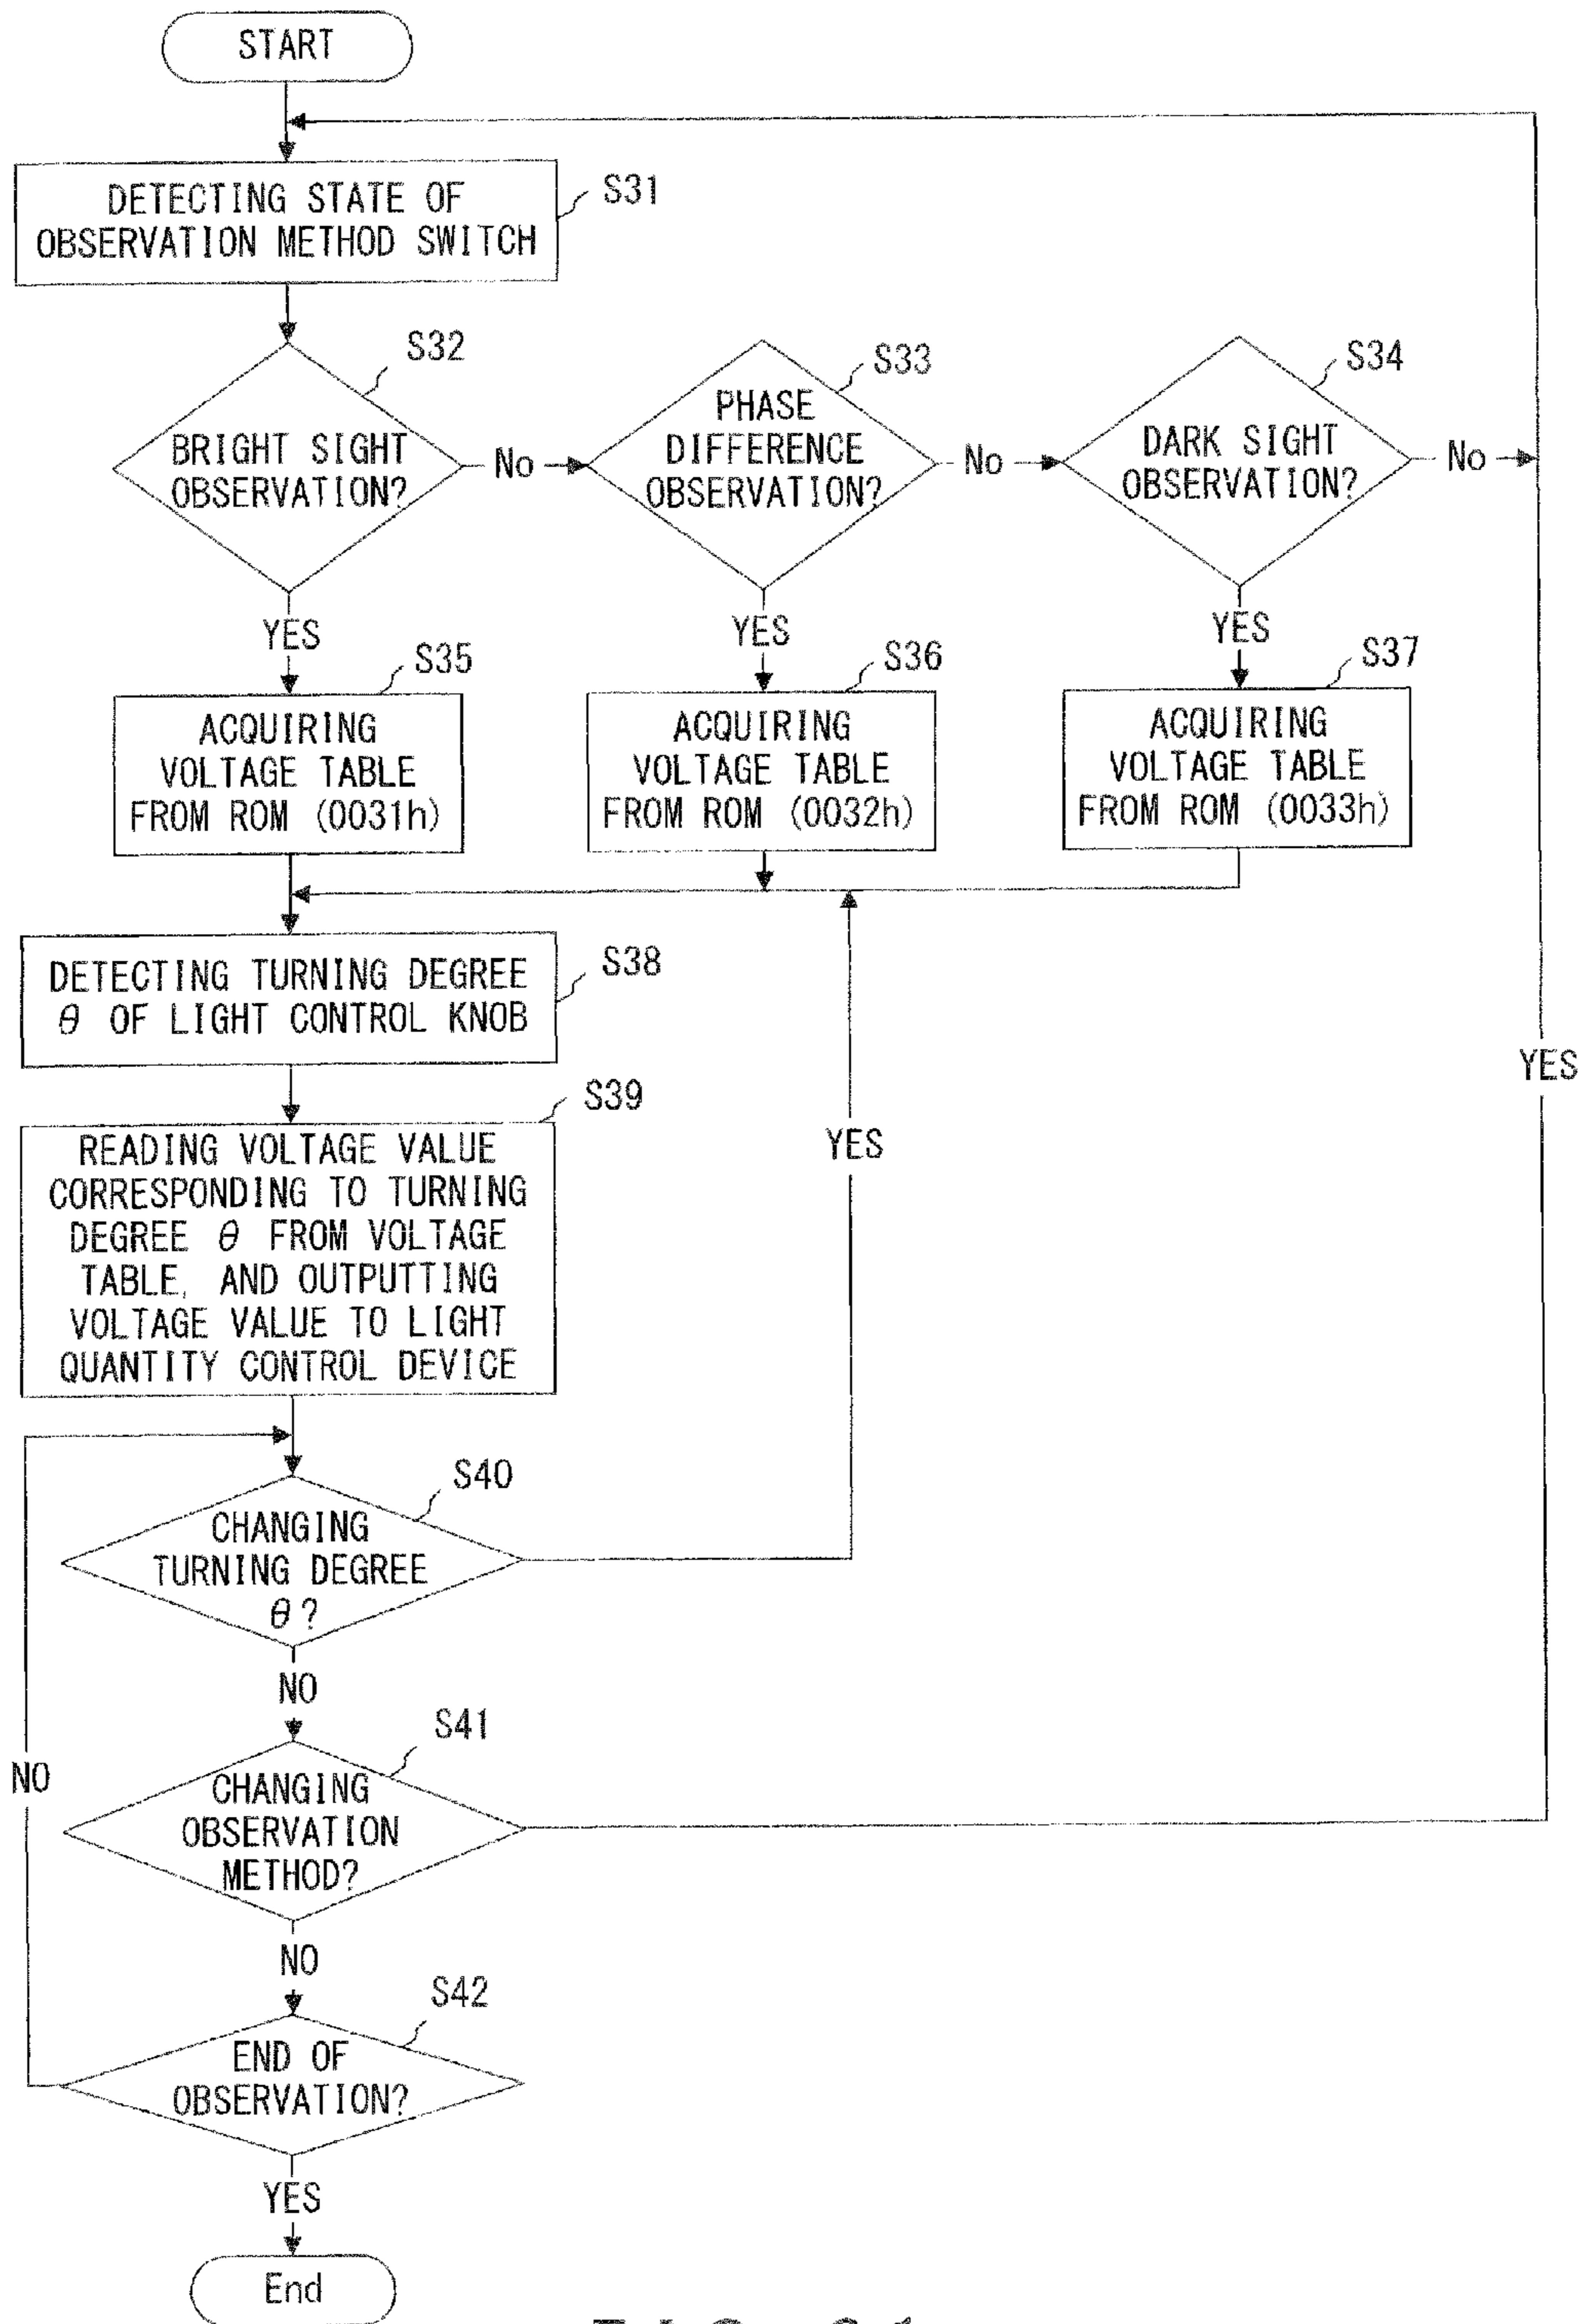 START
DETECTING STATE OF
OBSERVATION METHOD SWITCH
S31
S32
BRIGHT SIGHT
OBSERVATION?
No
S33
PHASE
DIFFERENCE
OBSERVATION?
No
S34
DARK SIGHT
OBSERVATION?
No
YES
YES
YES
S35
ACQUIRING
VOLTAGE TABLE
FROM ROM (0031h)
S36
ACQUIRING
VOLTAGE TABLE
FROM ROM (0032h)
S37
ACQUIRING
VOLTAGE TABLE
FROM ROM (0033h)
S38
DETECTING TURNING DEGREE
θ OF LIGHT CONTROL KNOB
YES
S39
READING VOLTAGE VALUE
CORRESPONDING TO TURNING
DEGREE θ FROM VOLTAGE
TABLE, AND OUTPUTTING
VOLTAGE VALUE TO LIGHT
QUANTITY CONTROL DEVICE
YES
S40
CHANGING
TURNING DEGREE
θ?
NO
S41
CHANGING
OBSERVATION
METHOD?
NO
NO
S42
END OF
OBSERVATION?
YES
End